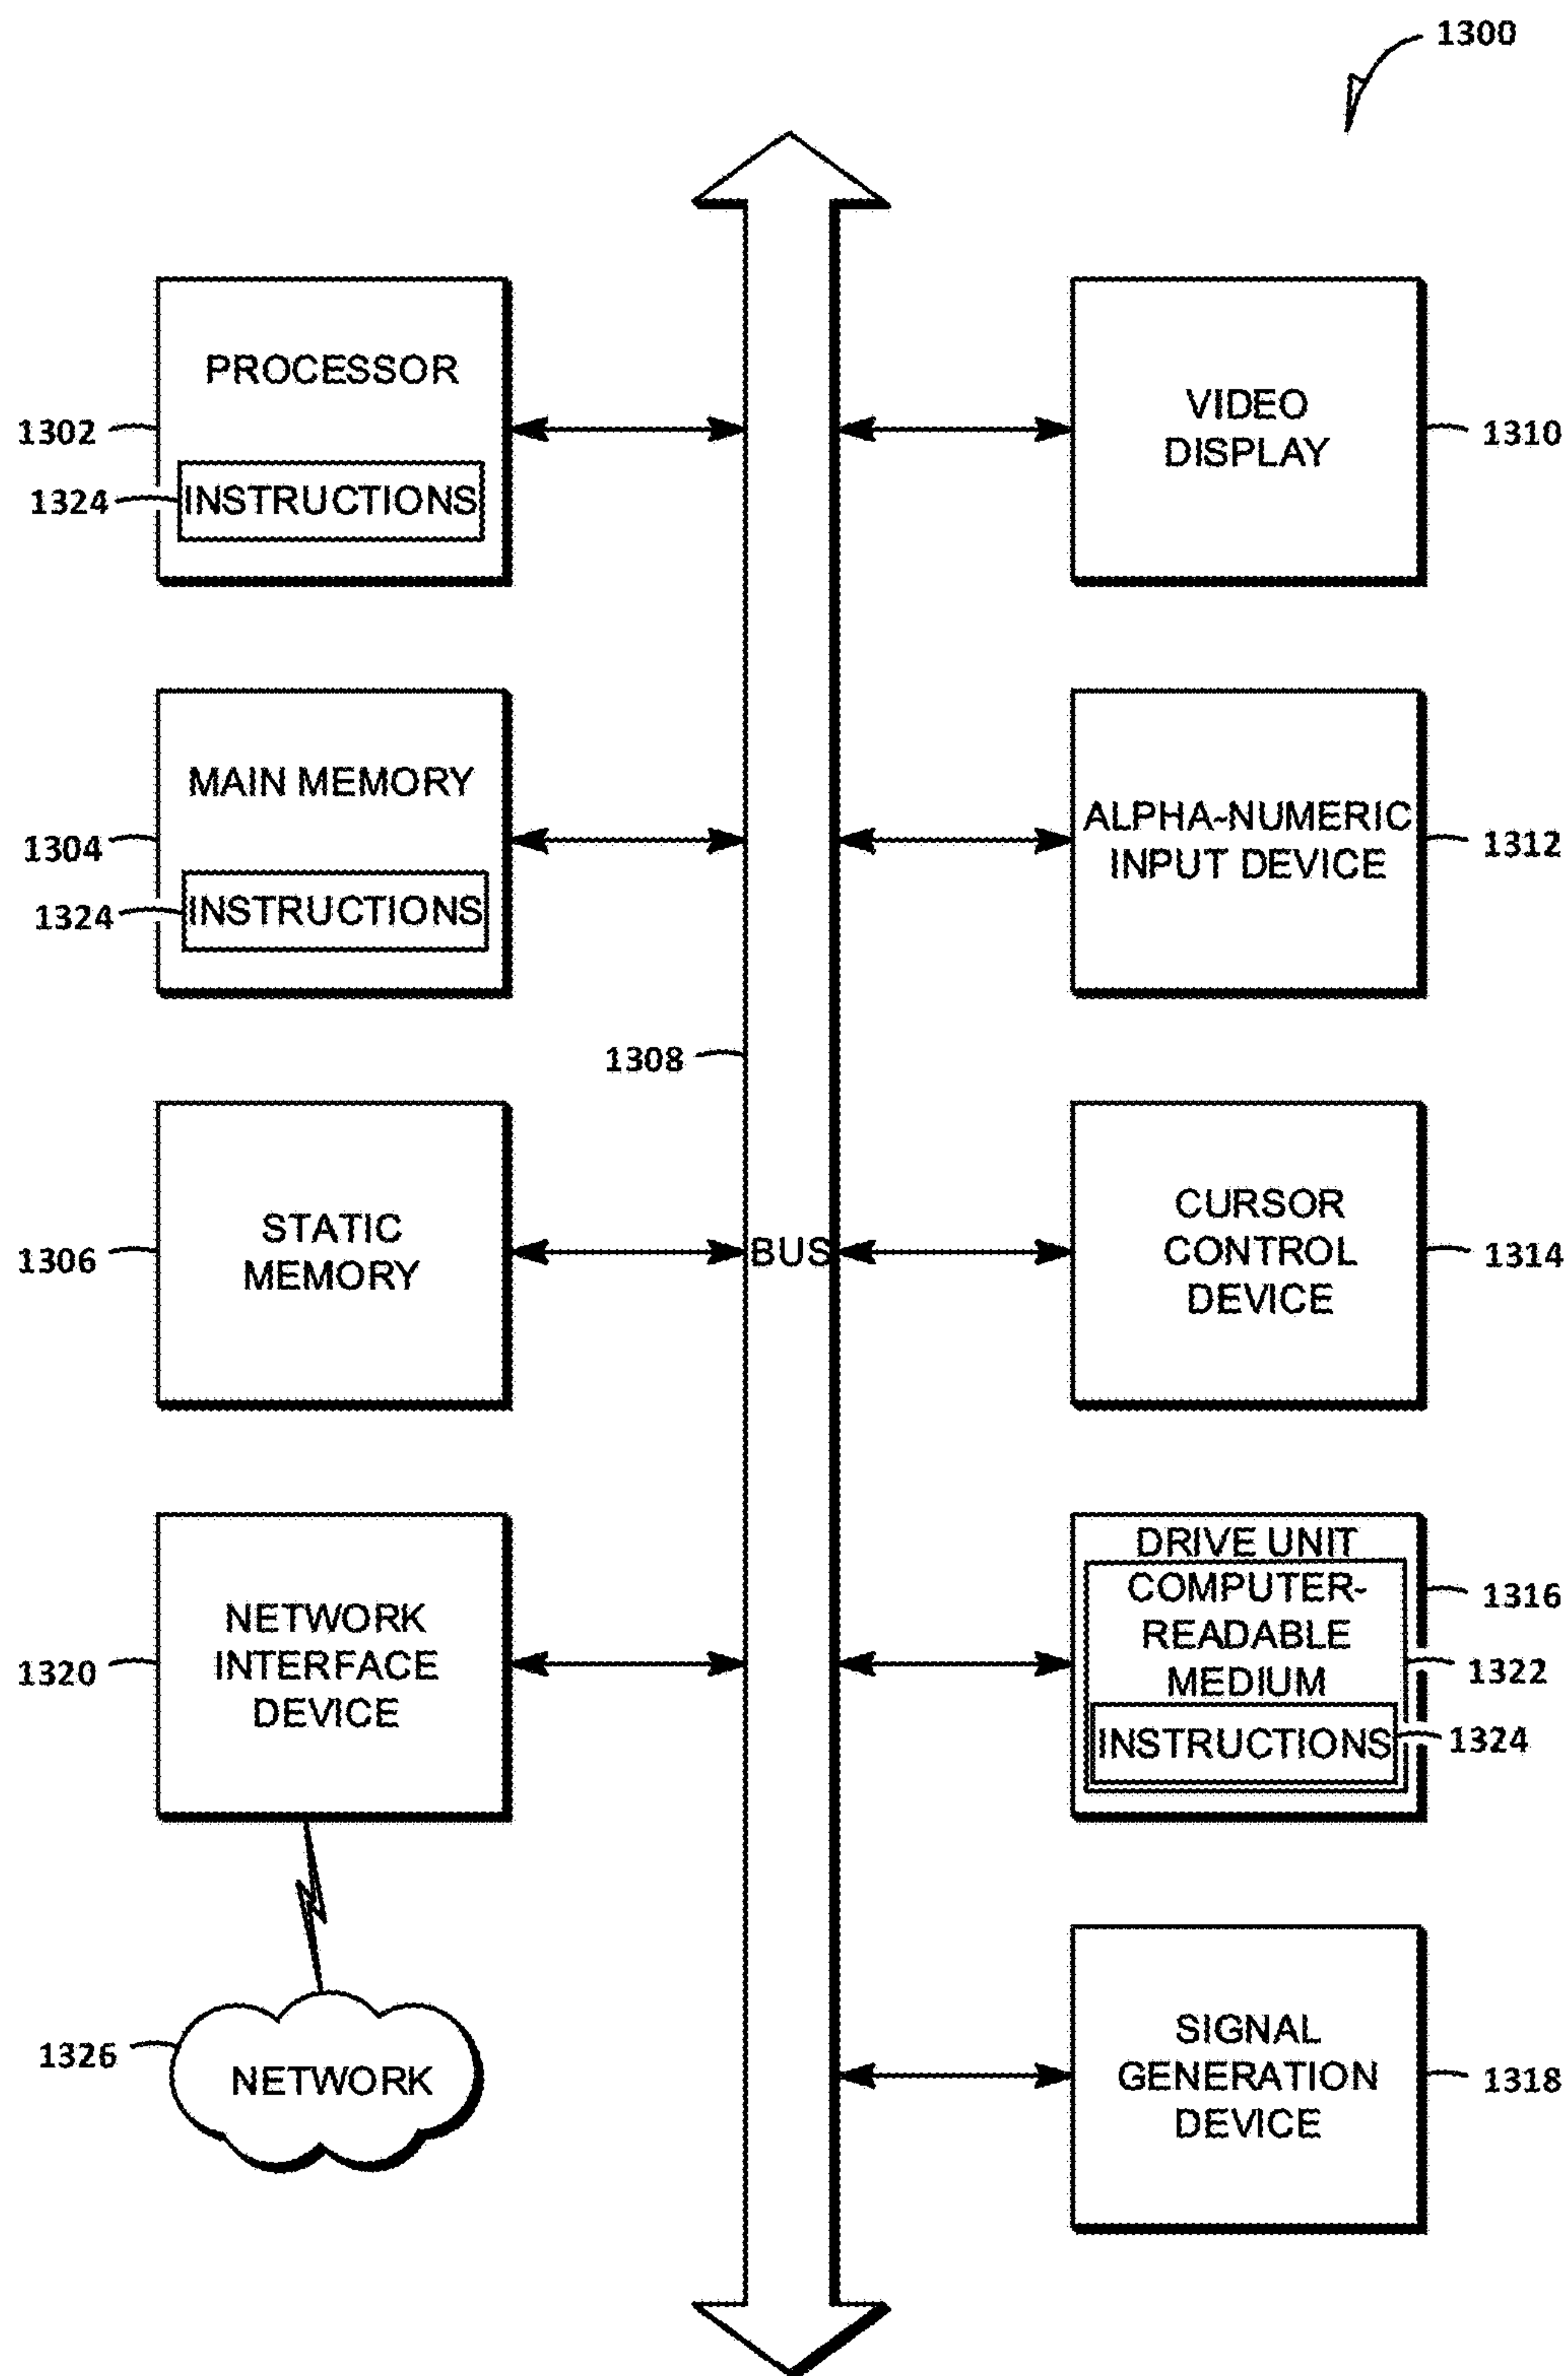 1300
PROCESSOR
1302
1324
INSTRUCTIONS
VIDEO
DISPLAY
1310
MAIN MEMORY
1304
1324
INSTRUCTIONS
ALPHA-NUMERIC
INPUT DEVICE
1312
1308
STATIC
MEMORY
1306
BUS
CURSOR
CONTROL
DEVICE
1314
NETWORK
INTERFACE
DEVICE
1320
DRIVE UNIT
COMPUTER-
READABLE
MEDIUM
INSTRUCTIONS
1316
1322
1324
1326
NETWORK
SIGNAL
GENERATION
DEVICE
1318